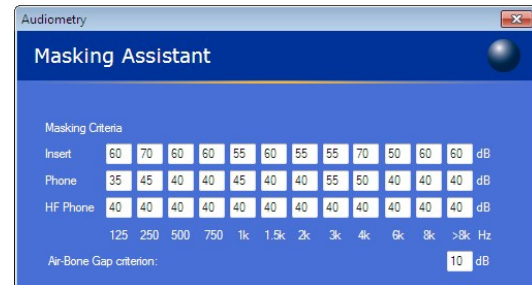 Audiometry
Masking Assistant
Masking Criteria
Insert 60 70 60 60 55 60 55 55 70 50 60 60 dB
Phone 35 45 40 40 45 40 40 55 50 40 40 40 dB
HF Phone 40 40 40 40 40 40 40 40 40 40 40 40 dB
125 250 500 750 1k 1.5k 2k 3k 4k 6k 8k >8k Hz
Air-Bone Gap criterion: 10 dB